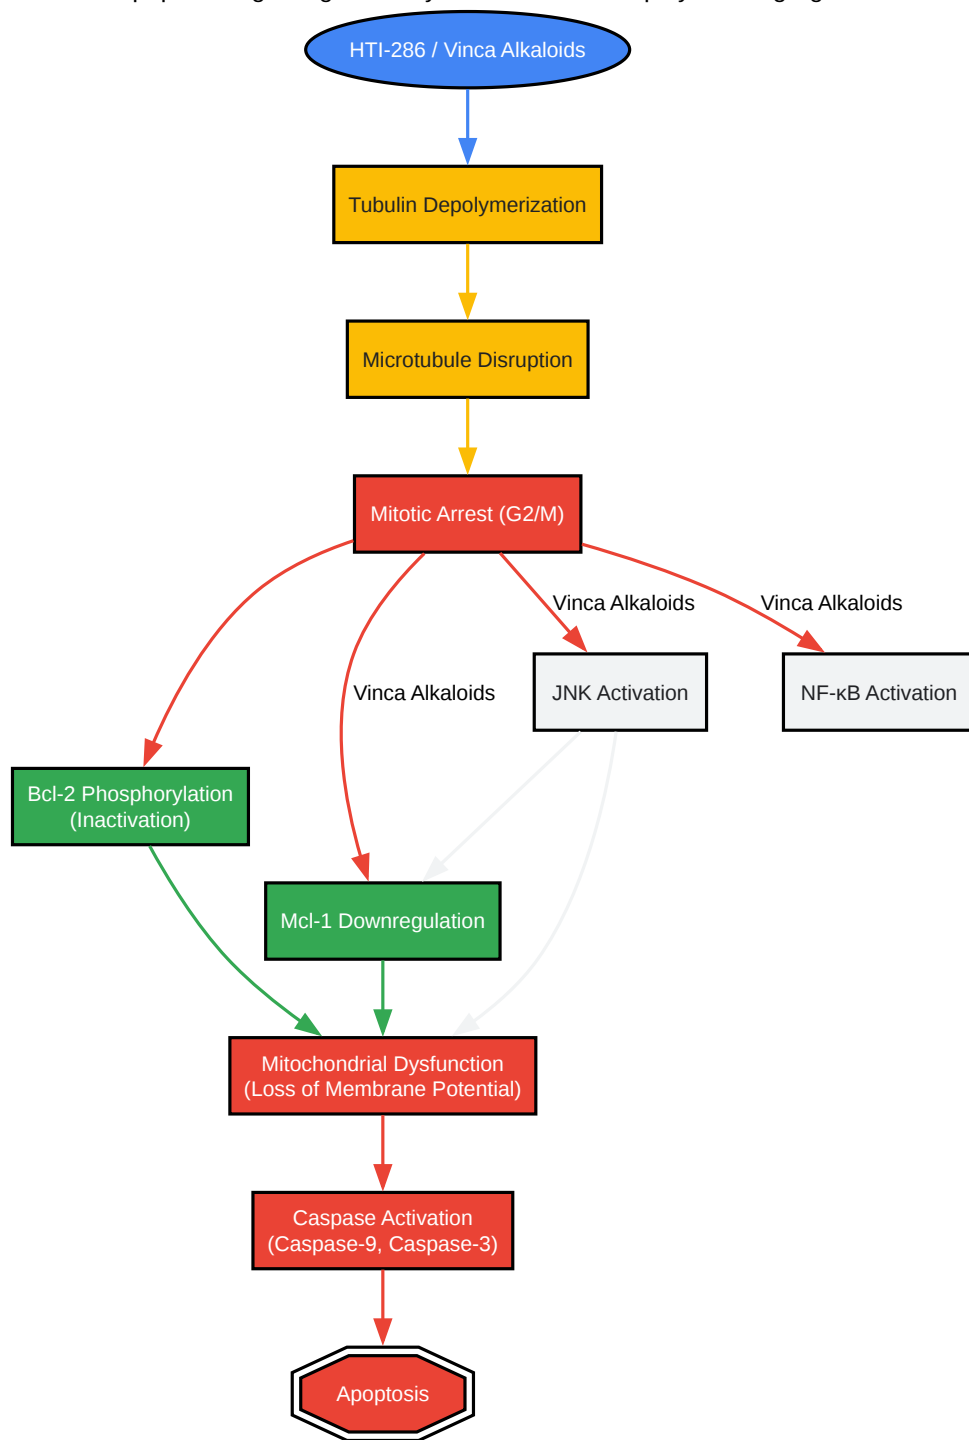 HTI-286 / Vinca Alkaloids
Tubulin Depolymerization
Microtubule Disruption
Mitotic Arrest (G2/M)
Vinca Alkaloids
Vinca Alkaloids
Vinca Alkaloids
JNK Activation
NF-κB Activation
Bcl-2 Phosphorylation
(Inactivation)
Mcl-1 Downregulation
Mitochondrial Dysfunction
(Loss of Membrane Potential)
Caspase Activation
(Caspase-9, Caspase-3)
Apoptosis